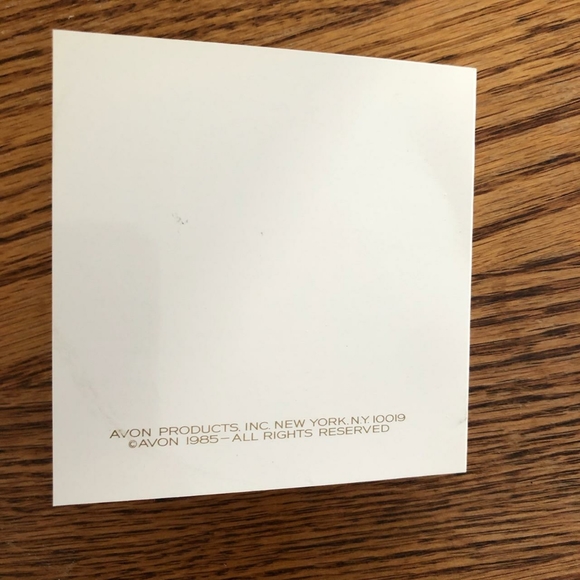 AVON PRODUCTS, INC. NEW YORK, N.Y. 10019
©AVON 1985—ALL RIGHTS RESERVED